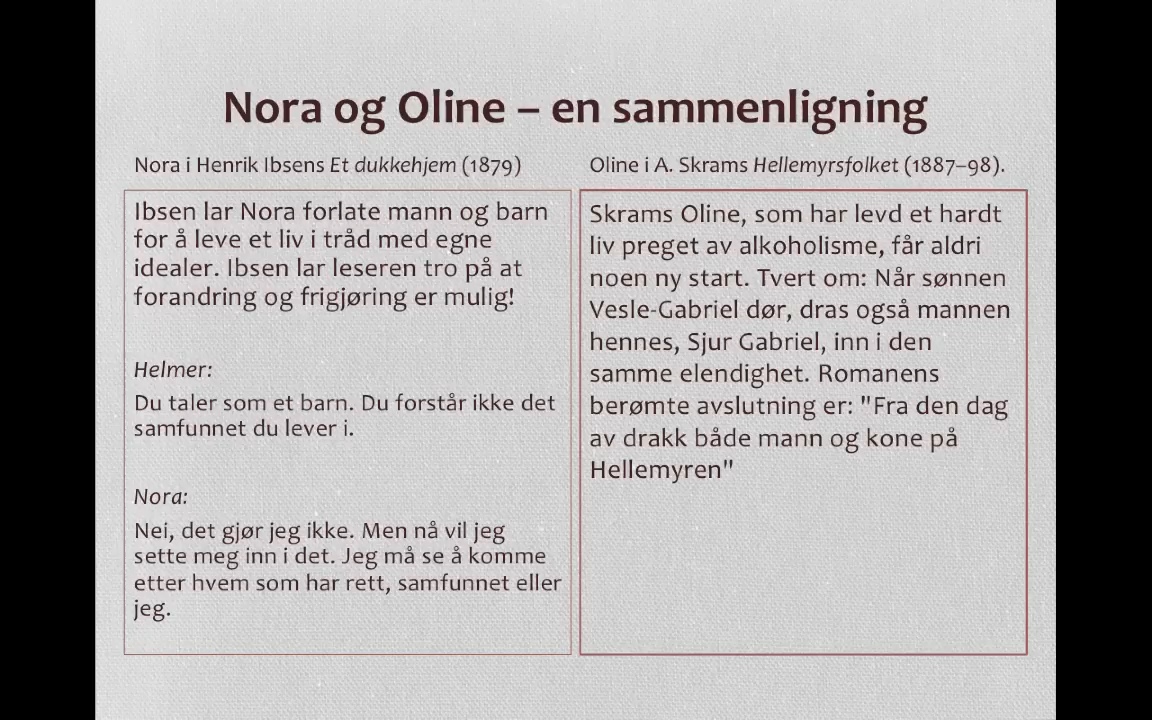 Nora og Oline – en sammenligning
Nora i Henrik Ibsens Et dukkehjem (1879)
Ibsen lar Nora forlate mann og barn
for å leve et liv i tråd med egne
idealer. Ibsen lar leseren tro på at
forandring og frigjøring er mulig!
Helmer:
Du taler som et barn. Du forstår ikke det
samfunnet du lever i.
Nora:
Nei, det gjør jeg ikke. Men nå vil jeg
sette meg inn i det. Jeg må se å komme
etter hvem som har rett, samfunnet eller
jeg.
Oline i A. Skrams Hellemyrsfolket (1887–98).
Skrams Oline, som har levd et hardt
liv preget av alkoholisme, får aldri
noen ny start. Tvert om: Når sønnen
Vesle-Gabriel dør, dras også mannen
hennes, Sjur Gabriel, inn i den
samme elendighet. Romanens
berømte avslutning er: "Fra den dag
av drakk både mann og kone på
Hellemyren"